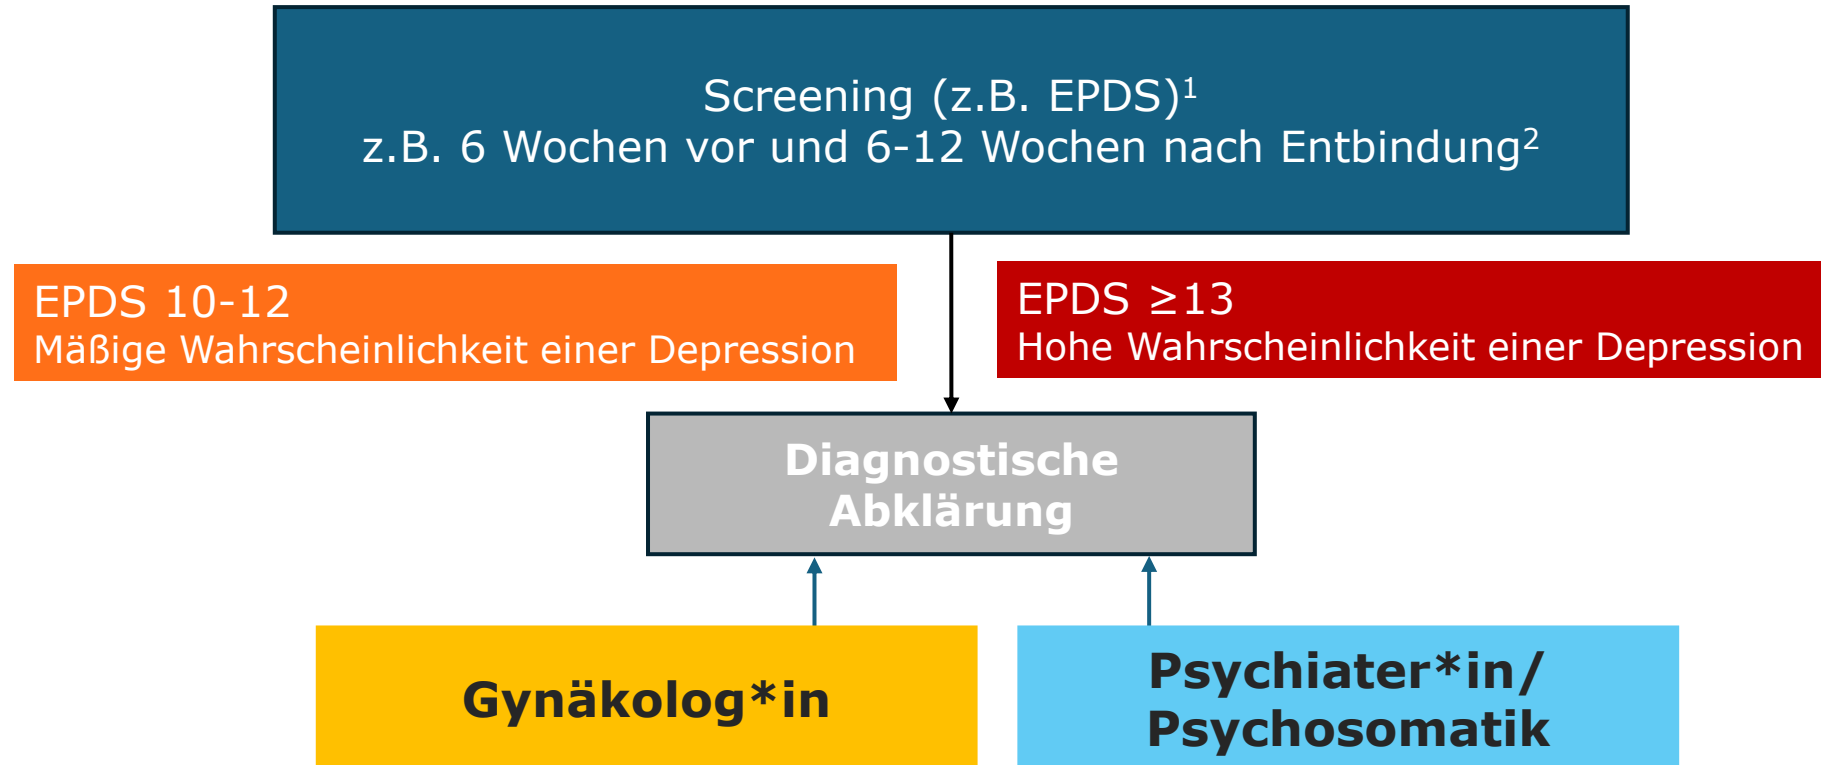 Screening (z.B. EPDS)¹
z.B. 6 Wochen vor und 6-12 Wochen nach Entbindung²
EPDS 10-12
Mäßige Wahrscheinlichkeit einer Depression
EPDS ≥13
Hohe Wahrscheinlichkeit einer Depression
Diagnostische
Abklärung
Gynäkolog*in
Psychiater*in/
Psychosomatik